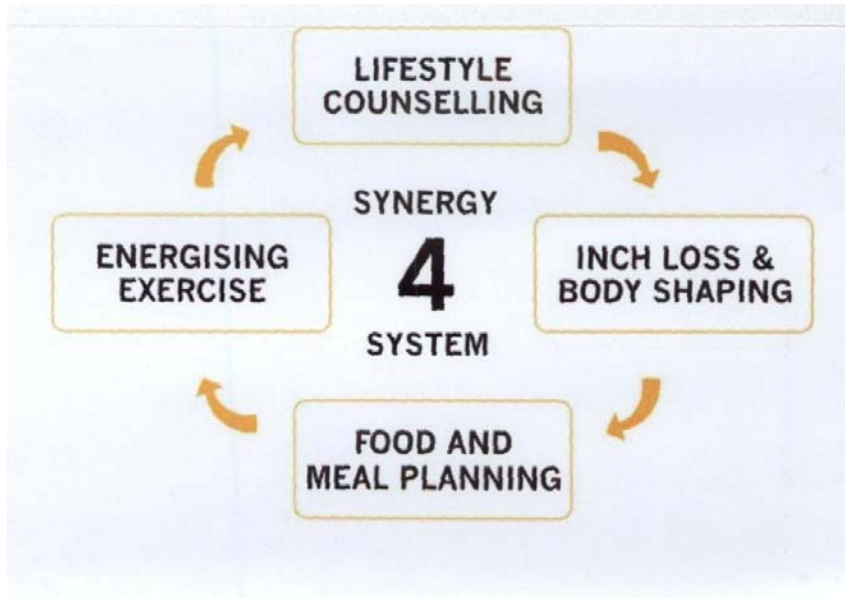 LIFESTYLE
COUNSELLING
SYNERGY
4
SYSTEM
ENERGISING
EXERCISE
INCH LOSS &
BODY SHAPING
FOOD AND
MEAL PLANNING